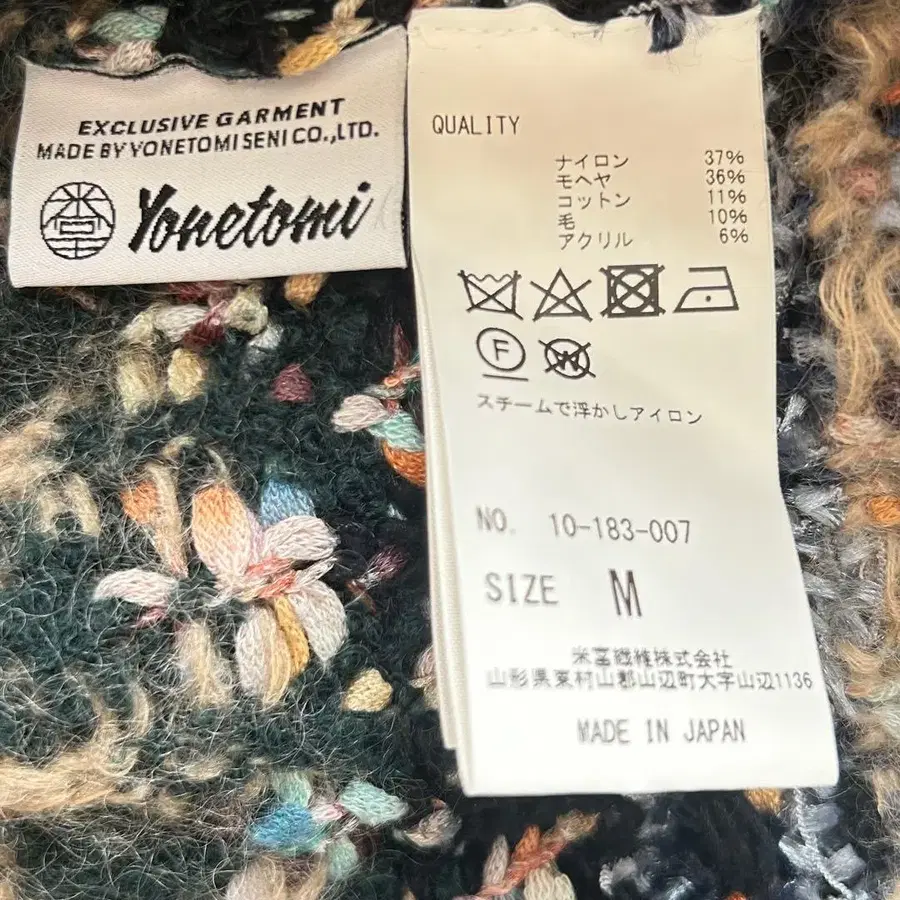 EXCLUSIVE GARMENT
MADE BY YONETOMI SENI CO.,LTD.
Yonetomi
QUALITY
ナイロン 37%
モヘヤ 36%
コットン 11%
毛 10%
アクリル 6%
F
W
スチームで浮かしアイロン
NO. 10-183-007
SIZE M
米富繊維株式会社
山形県東村山郡山辺町大字山辺1136
MADE IN JAPAN